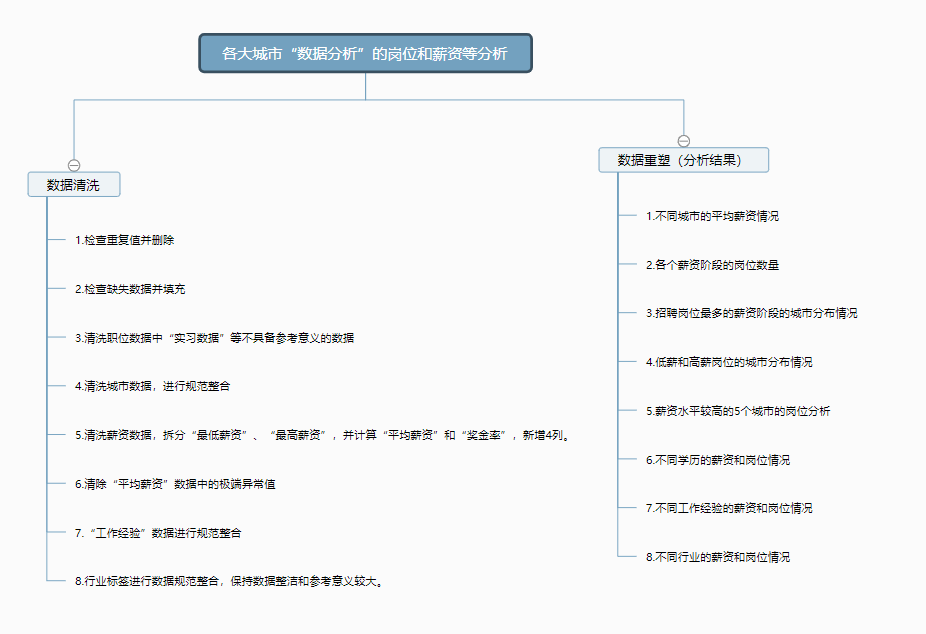 各大城市“数据分析”的岗位和薪资等分析
数据清洗
1.检查重复值并删除
2.检查缺失数据并填充
3.清洗职位数据中“实习数据”等不具备参考意义的数据
4.清洗城市数据，进行规范整合
5.清洗薪资数据，拆分“最低薪资”、“最高薪资”，并计算“平均薪资”和“奖金率”，新增4列。
6.清除“平均薪资”数据中的极端异常值
7.“工作经验”数据进行规范整合
8.行业标签进行数据规范整合，保持数据整洁和参考意义较大。
数据重塑（分析结果）
1.不同城市的平均薪资情况
2.各个薪资阶段的岗位数量
3.招聘岗位最多的薪资阶段的城市分布情况
4.低薪和高薪岗位的城市分布情况
5.薪资水平较高的5个城市的岗位分析
6.不同学历的薪资和岗位情况
7.不同工作经验的薪资和岗位情况
8.不同行业的薪资和岗位情况